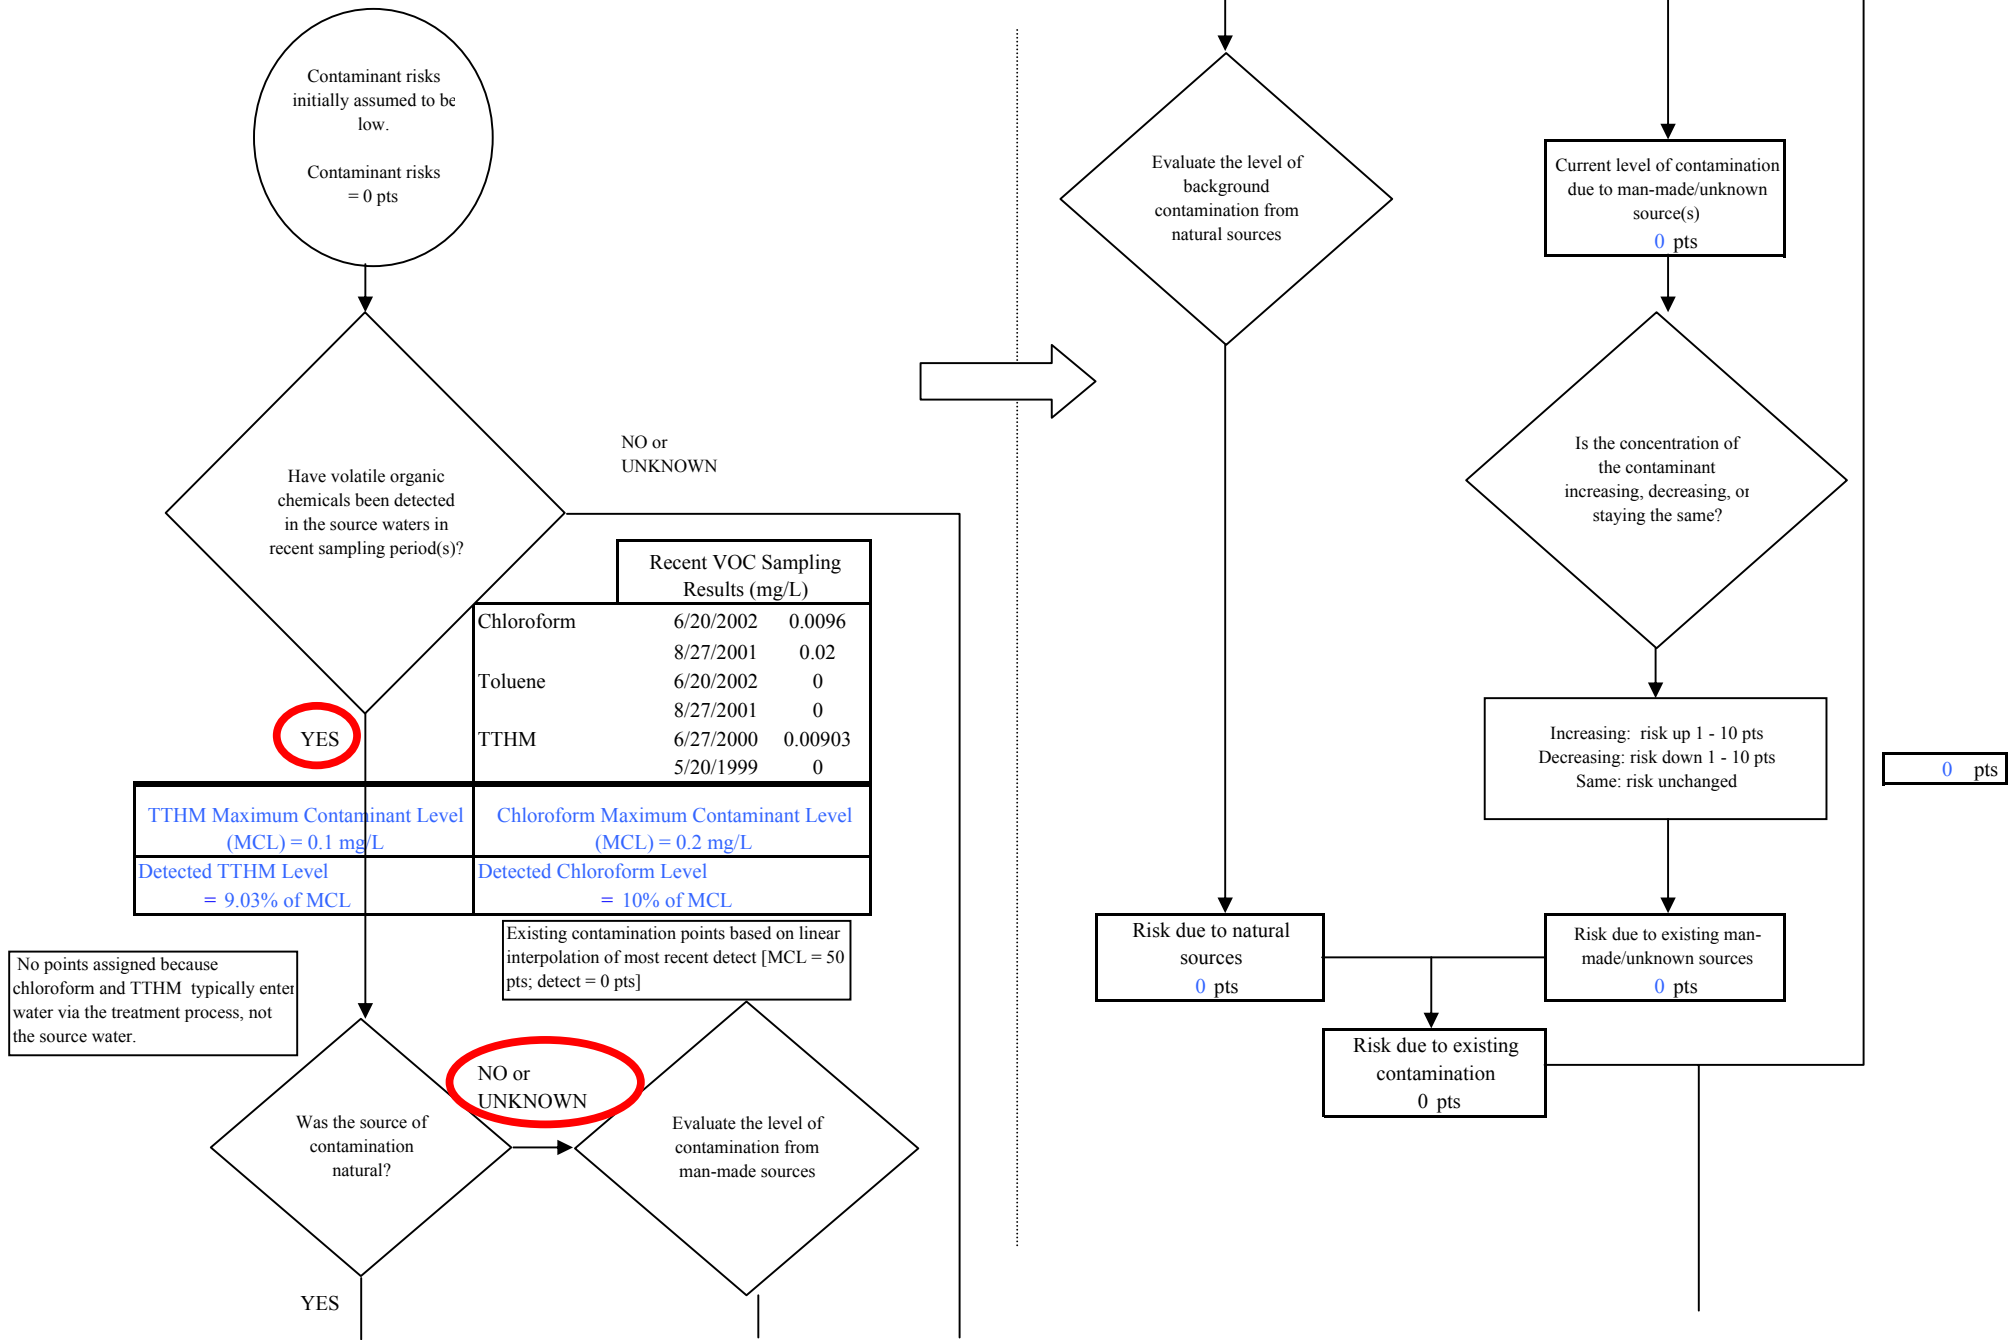 Contaminant risks
initially assumed to be
low.
Contaminant risks
= 0 pts
Have volatile organic
chemicals been detected
in the source waters in
recent sampling period(s)?
NO or
UNKNOWN
YES
Recent VOC Sampling
Results (mg/L)
Chloroform 6/20/2002 0.0096
8/27/2001 0.02
Toluene 6/20/2002 0
8/27/2001 0
TTHM 6/27/2000 0.00903
5/20/1999 0
TTHM Maximum Contaminant Level
(MCL) = 0.1 mg/L
Chloroform Maximum Contaminant Level
(MCL) = 0.2 mg/L
Detected TTHM Level
= 9.03% of MCL
Detected Chloroform Level
= 10% of MCL
Existing contamination points based on linear
interpolation of most recent detect [MCL = 50
pts; detect = 0 pts]
No points assigned because
chloroform and TTHM typically enter
water via the treatment process, not
the source water.
Was the source of
contamination
natural?
NO or
UNKNOWN
Evaluate the level of
contamination from
man-made sources
YES
Evaluate the level of
background
contamination from
natural sources
Current level of contamination
due to man-made/unknown
source(s)
0 pts
Is the concentration of
the contaminant
increasing, decreasing, or
staying the same?
Increasing: risk up 1 - 10 pts
Decreasing: risk down 1 - 10 pts
Same: risk unchanged
0 pts
Risk due to natural
sources
0 pts
Risk due to existing man-
made/unknown sources
0 pts
Risk due to existing
contamination
0 pts